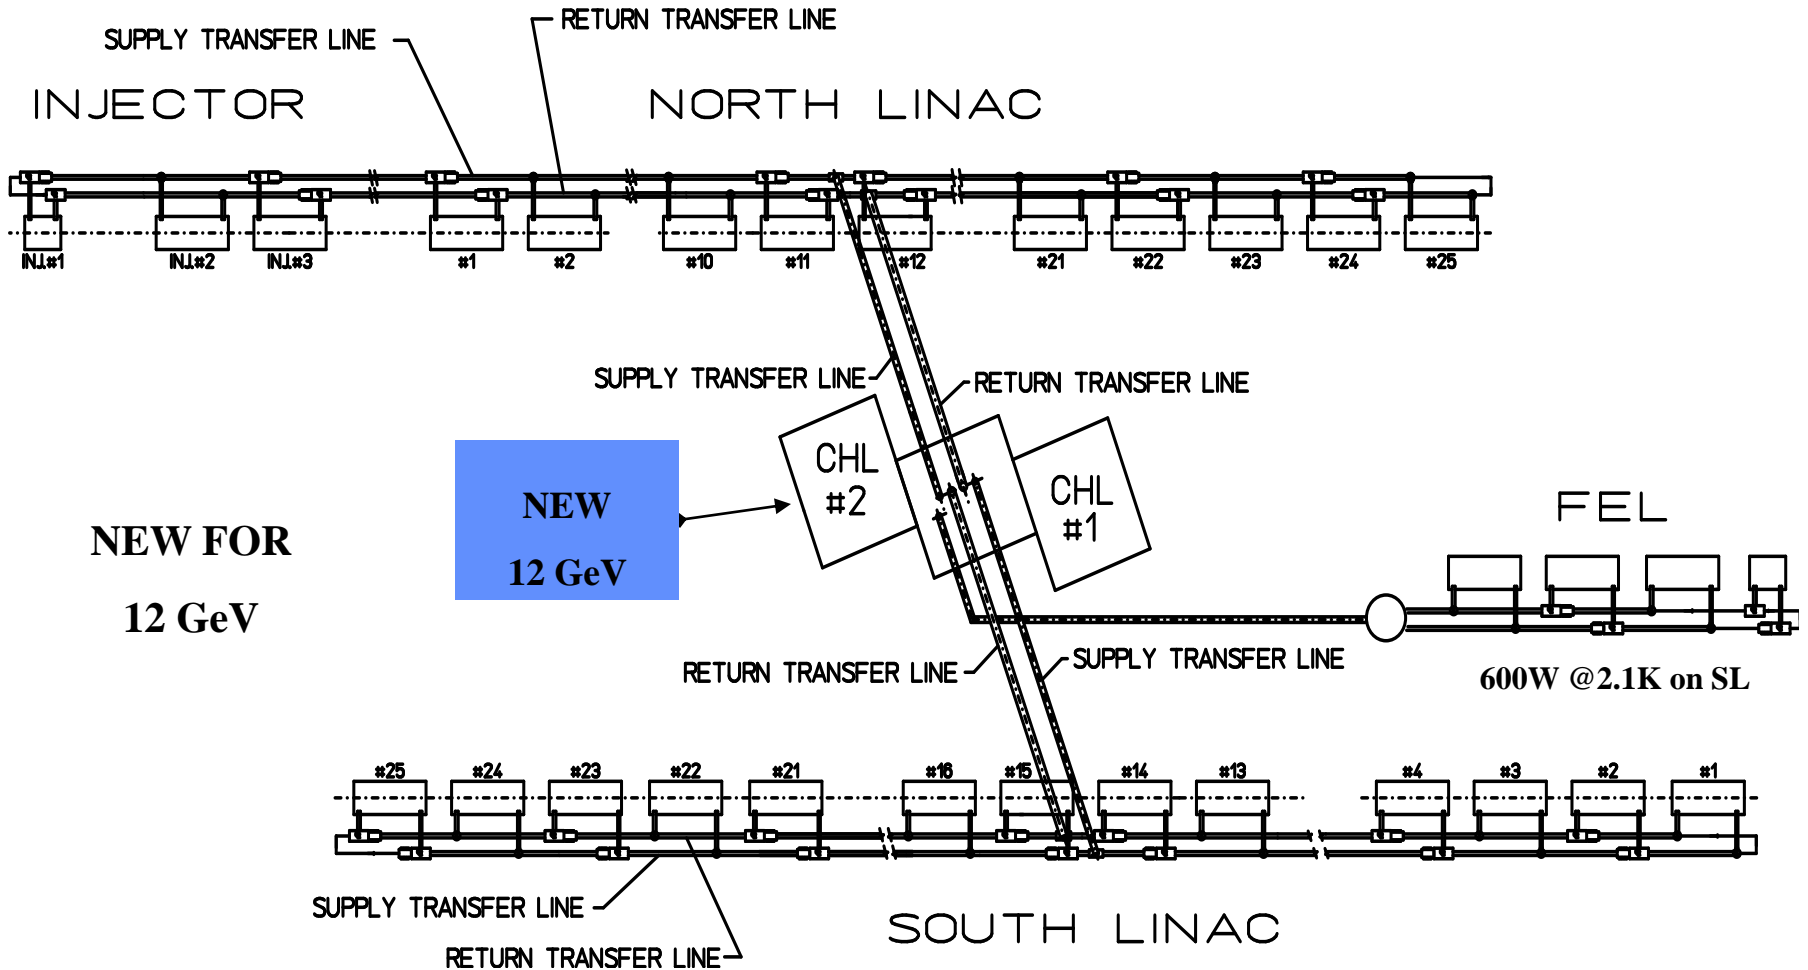 RETURN TRANSFER LINE
SUPPLY TRANSFER LINE
INJECTOR
NORTH LINAC
INJ.#1
INJ.#2
INJ.#3
#1
#2
#10
#11
#12
#21
#22
#23
#24
#25
SUPPLY TRANSFER LINE
RETURN TRANSFER LINE
CHL
#2
CHL
#1
NEW
12 GeV
NEW FOR
12 GeV
FEL
RETURN TRANSFER LINE
SUPPLY TRANSFER LINE
600W @2.1K on SL
#25
#24
#23
#22
#21
#16
#15
#14
#13
#4
#3
#2
#1
SUPPLY TRANSFER LINE
RETURN TRANSFER LINE
SOUTH LINAC